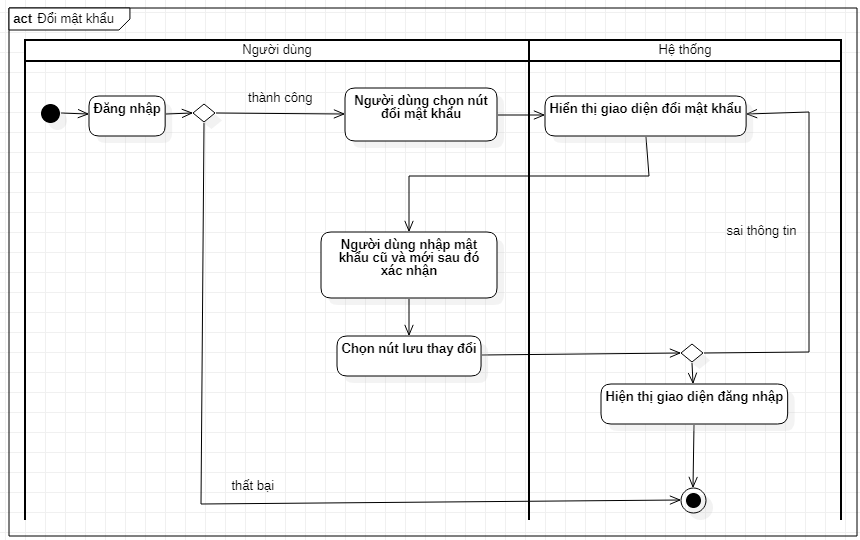 act Đổi mật khẩu
Người dùng
Hệ thống
Đăng nhập
thành công
Người dùng chọn nút
đổi mật khẩu
Hiển thị giao diện đổi mật khẩu
sai thông tin
Người dùng nhập mật
khẩu cũ và mới sau đó
xác nhận
Chọn nút lưu thay đổi
Hiện thị giao diện đăng nhập
thất bại